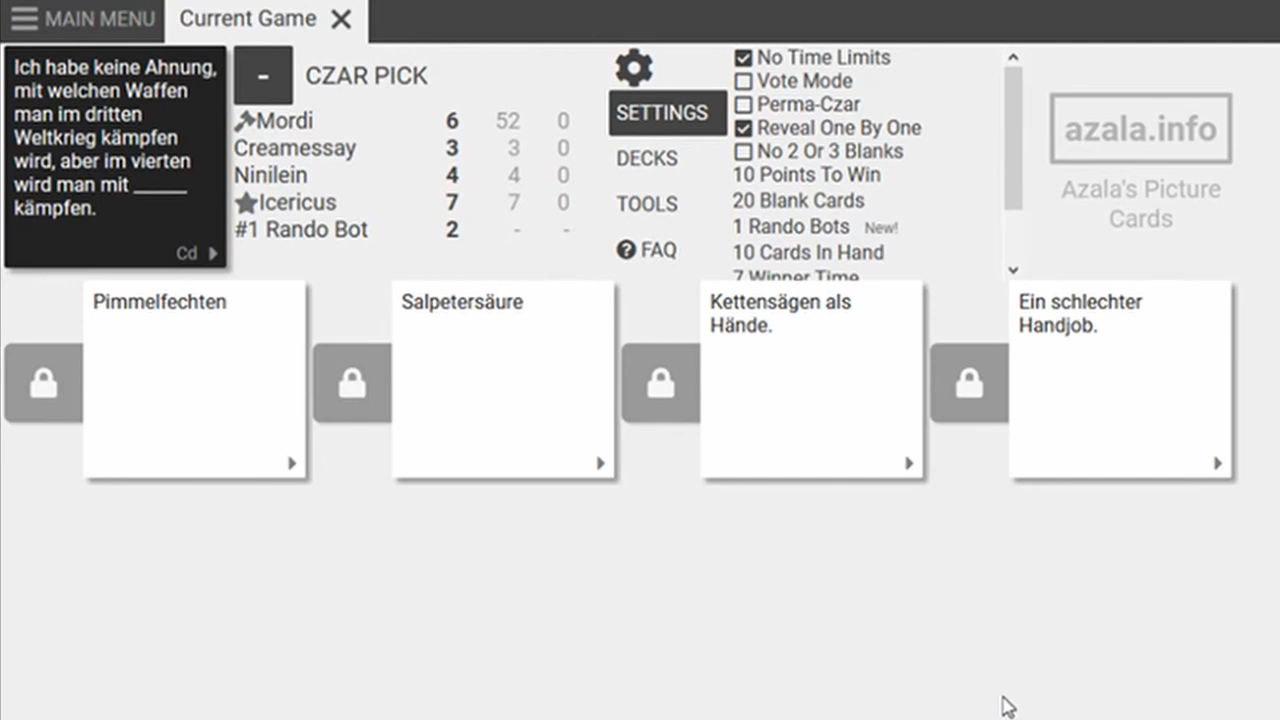 MAIN MENU
Current Game
Ich habe keine Ahnung,
mit welchen Waffen
man im dritten
Weltkrieg kämpfen
wird, aber im vierten
wird man mit _____
kämpfen.
Cd
-
CZAR PICK
Mordi 6 52 0
Creamessay 3 3 0
Ninilein 4 4 0
Icericus 7 7 0
#1 Rando Bot 2 - -
SETTINGS
DECKS
TOOLS
? FAQ
No Time Limits
Vote Mode
Perma-Czar
Reveal One By One
No 2 Or 3 Blanks
10 Points To Win
20 Blank Cards
1 Rando Bots New!
10 Cards In Hand
7 Winner Time
azala.info
Azala's Picture
Cards
Pimmelfechten
Salpetersäure
Kettensägen als
Hände.
Ein schlechter
Handjob.